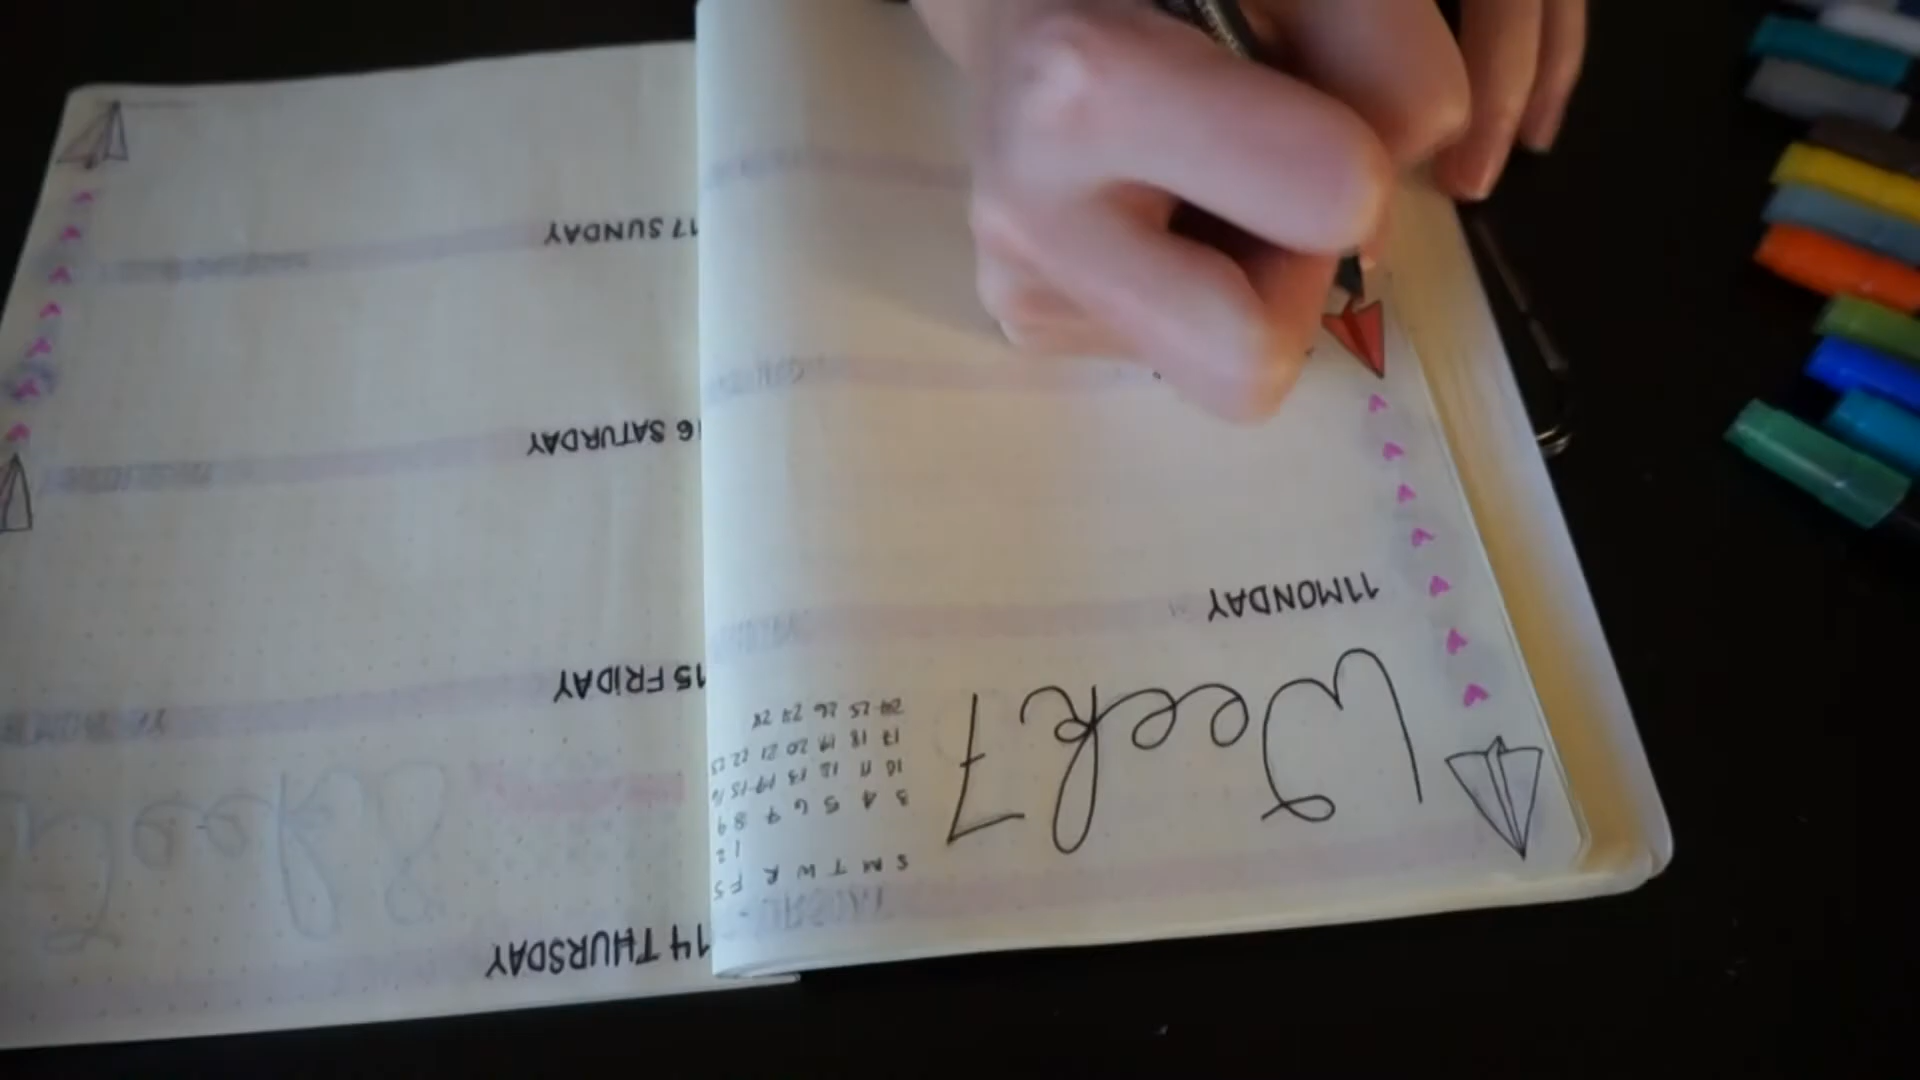 Week 7
S M T W R F S
1 2
3 4 5 6 7 8 9
10 11 12 13 14 15 16
17 18 19 20 21 22 23
24 25 26 27 28
11 MONDAY
14 THURSDAY
15 FRIDAY
16 SATURDAY
17 SUNDAY
Week 8